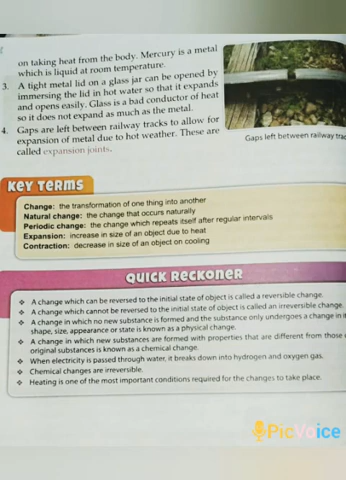 on taking heat from the body. Mercury is a metal
which is liquid at room temperature.
3. A tight metal lid on a glass jar can be opened by
immersing the lid in hot water so that it expands
and opens easily. Glass is a bad conductor of heat
so it does not expand as much as the metal.
4. Gaps are left between railway tracks to allow for
expansion of metal due to hot weather. These are
called expansion joints.
Gaps left between railway
KEY TERMS
Change: the transformation of one thing into another
Natural change: the change that occurs naturally
Periodic change: the change which repeats itself after regular intervals
Expansion: increase in size of an object due to heat
Contraction: decrease in size of an object on cooling
QUICK RECKONER
❖ A change which can be reversed to the initial state of object is called a reversible change.
❖ A change which cannot be reversed to the initial state of object is called an irreversible change.
❖ A change in which no new substance is formed and the substance only undergoes a change in
shape, size, appearance or state is known as a physical change.
❖ A change in which new substances are formed with properties that are different from those
original substances is known as a chemical change.
❖ When electricity is passed through water, it breaks down into hydrogen and oxygen gas.
❖ Chemical changes are irreversible.
❖ Heating is one of the most important conditions required for the changes to take place.
PicVoice